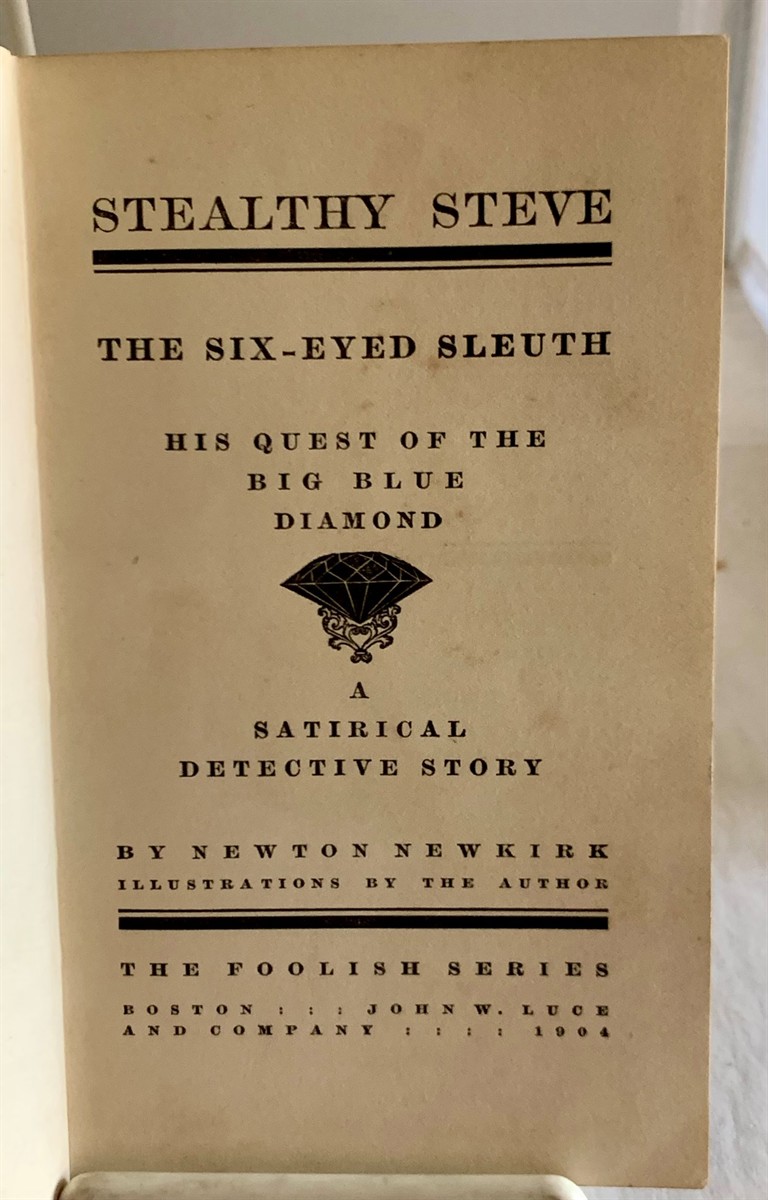 STEALTHY STEVE
THE SIX-EYED SLEUTH
HIS QUEST OF THE
BIG BLUE
DIAMOND
A
SATIRICAL
DETECTIVE STORY
BY NEWTON NEWKIRK
ILLUSTRATIONS BY THE AUTHOR
THE FOOLISH SERIES
BOSTON : : : JOHN W. LUCE
AND COMPANY : : : : 1904